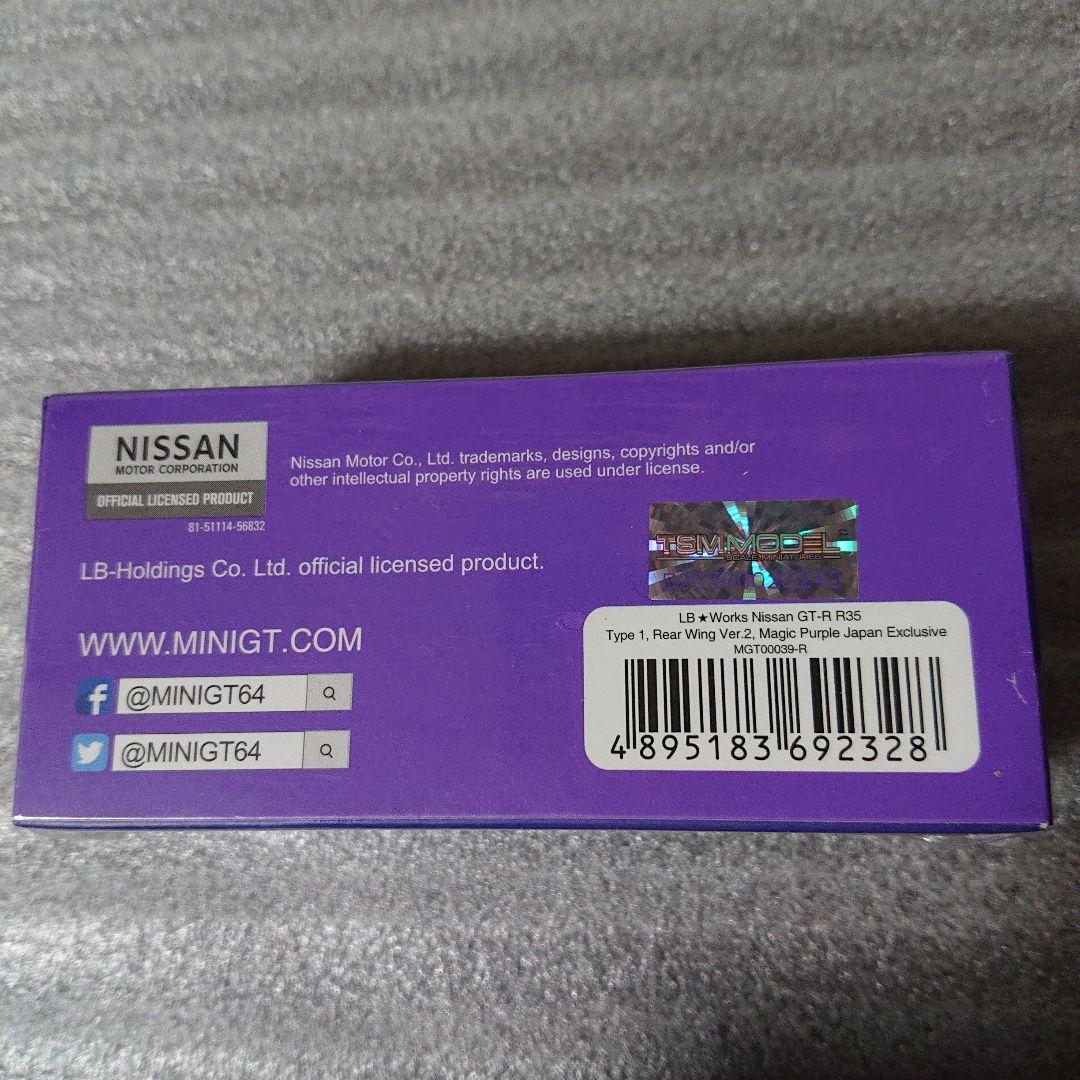 NISSAN
MOTOR CORPORATION
OFFICIAL LICENSED PRODUCT
81-51114-56832
Nissan Motor Co., Ltd. trademarks, designs, copyrights and/or
other intellectual property rights are used under license.
LB-Holdings Co. Ltd. official licensed product.
WWW.MINIGT.COM
@MINIGT64
@MINIGT64
TSM.MODEL
SCALE MINIATURES
LB★Works Nissan GT-R R35
Type 1, Rear Wing Ver.2, Magic Purple Japan Exclusive
MGT00039-R
4 895183 692328